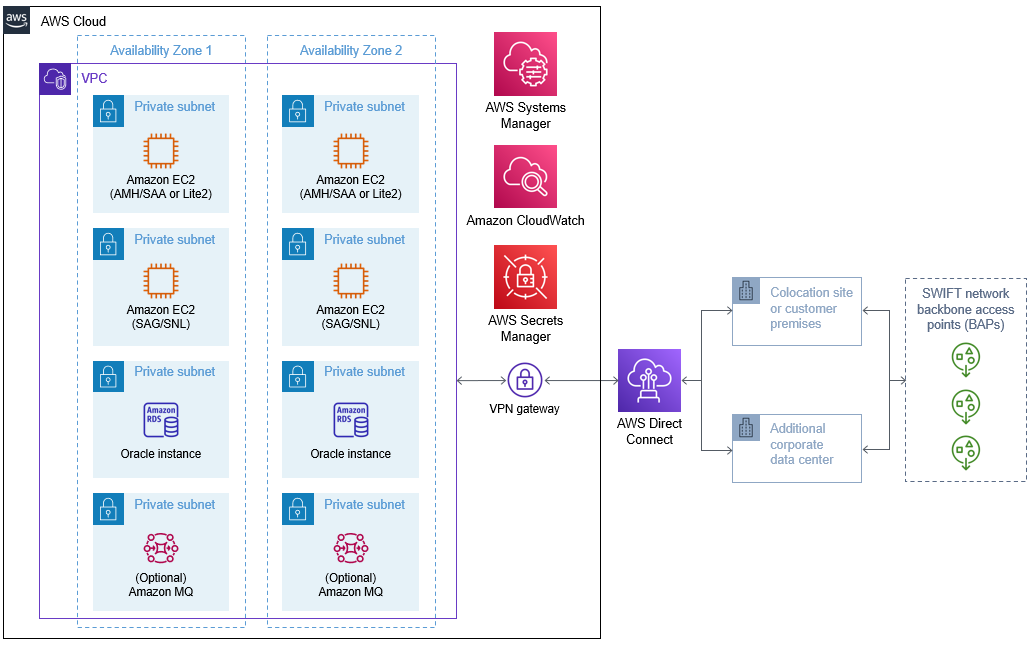 aws
AWS Cloud
Availability Zone 1
Availability Zone 2
VPC
Private subnet
Amazon EC2
(AMH/SAA or Lite2)
Private subnet
Amazon EC2
(AMH/SAA or Lite2)
Private subnet
Amazon EC2
(SAG/SNL)
Private subnet
Amazon EC2
(SAG/SNL)
Private subnet
Amazon
RDS
Oracle instance
Private subnet
Amazon
RDS
Oracle instance
Private subnet
(Optional)
Amazon MQ
Private subnet
(Optional)
Amazon MQ
AWS Systems
Manager
Amazon CloudWatch
AWS Secrets
Manager
VPN gateway
AWS Direct
Connect
Colocation site
or customer
premises
Additional
corporate
data center
SWIFT network
backbone access
points (BAPs)